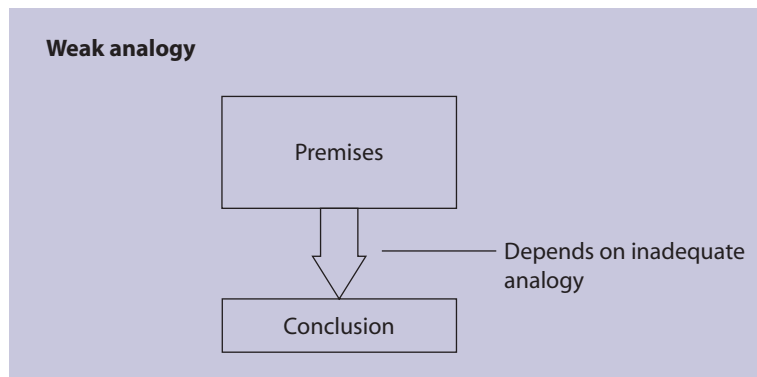 Weak analogy
Premises
Depends on inadequate
analogy
Conclusion